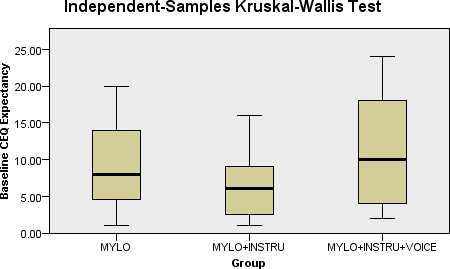 Independent-Samples Kruskal-Wallis Test
Baseline CEQ Expectancy
25.00
20.00
15.00
10.00
5.00
0.00
MYLO
MYLO+INSTRU
MYLO+INSTRU+VOICE
Group